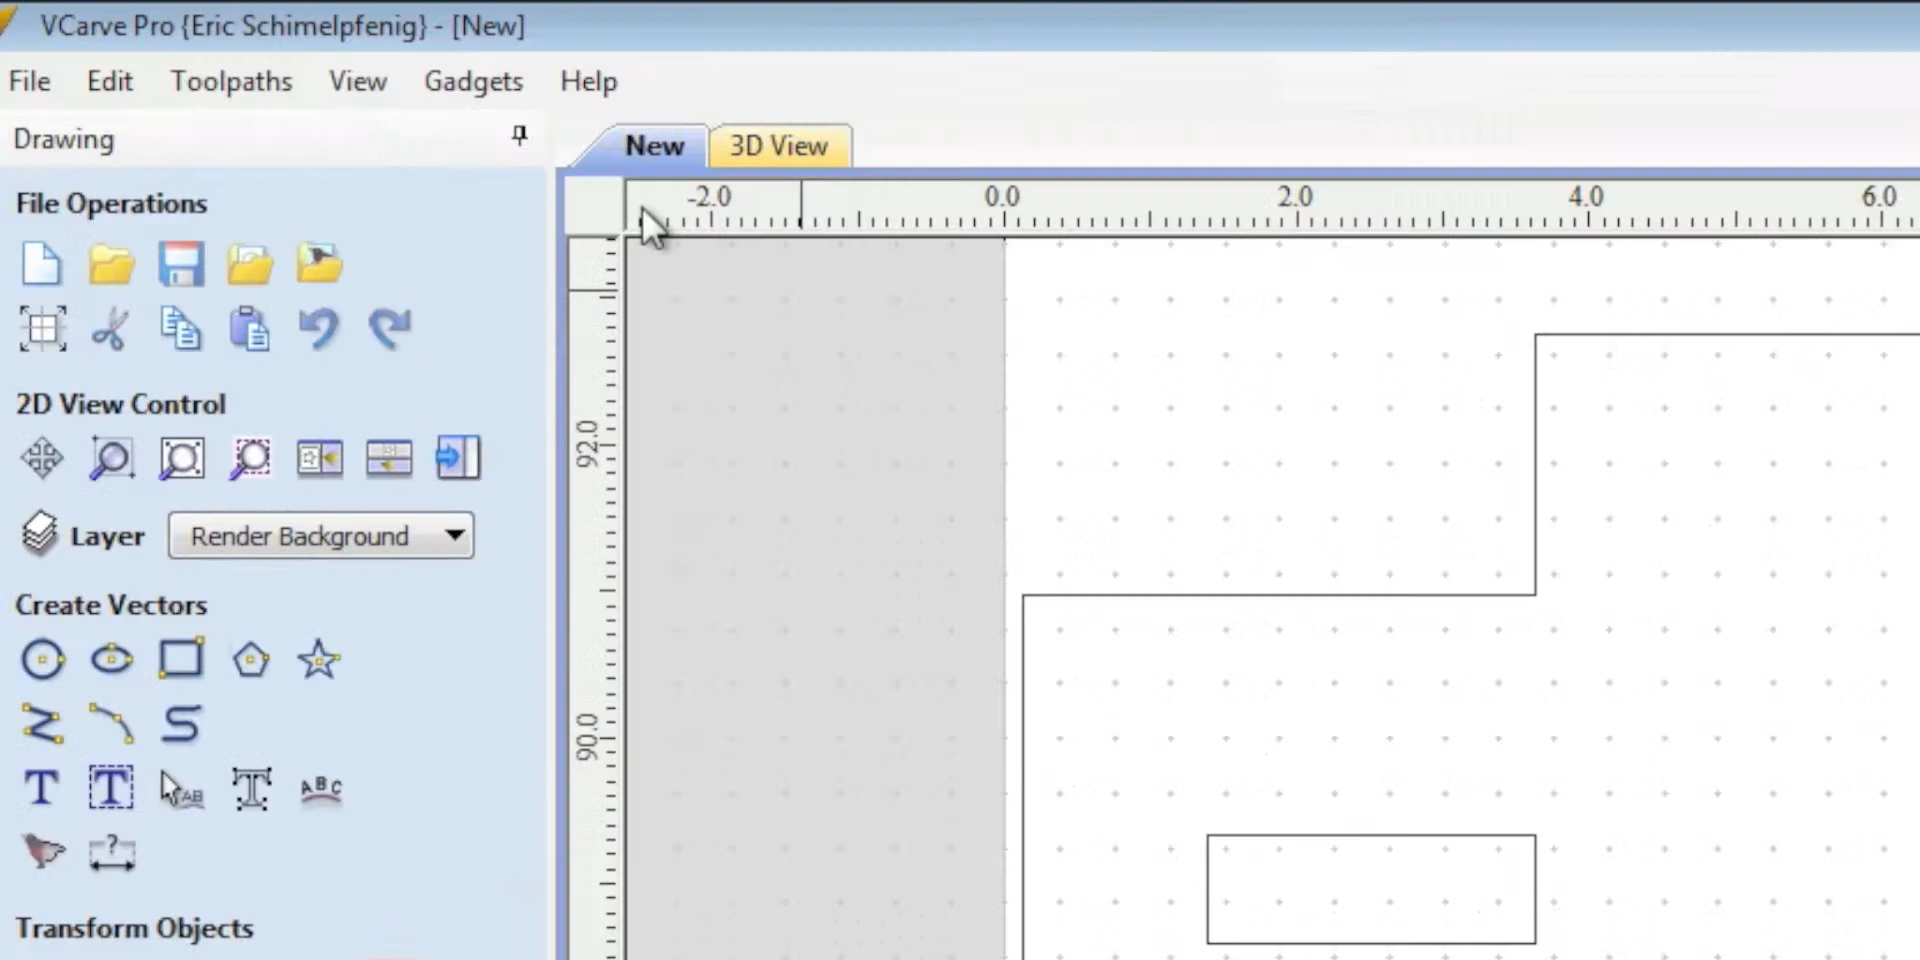 VCarve Pro {Eric Schimelpfenig} - [New]
File Edit Toolpaths View Gadgets Help
Drawing
New 3D View
-2.0 0.0 2.0 4.0 6.0
File Operations
92.0
2D View Control
Layer Render Background
Create Vectors
90.0
T T AB T ABC
?
Transform Objects